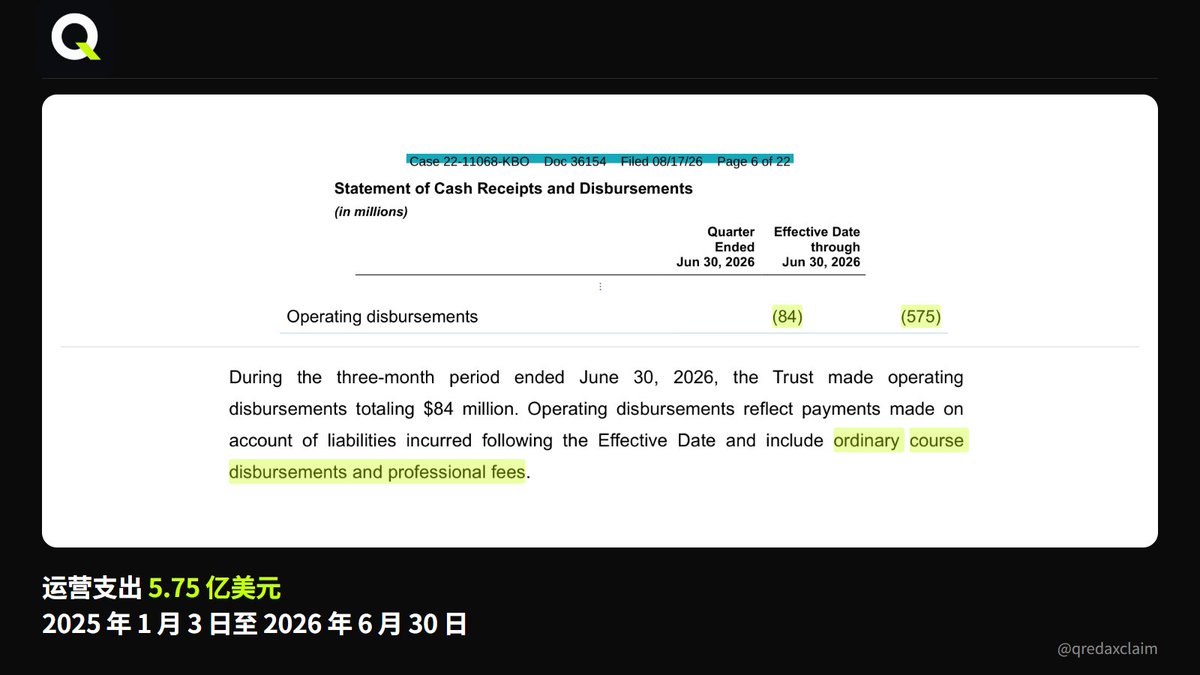 Q
Case 22-11068-KBO Doc 36154 Filed 08/17/26 Page 6 of 22
Statement of Cash Receipts and Disbursements
(in millions)
Quarter Ended Jun 30, 2026
Effective Date through Jun 30, 2026
⋮
Operating disbursements (84) (575)
During the three-month period ended June 30, 2026, the Trust made operating
disbursements totaling $84 million. Operating disbursements reflect payments made on
account of liabilities incurred following the Effective Date and include ordinary course
disbursements and professional fees.
运营支出 5.75 亿美元
2025 年 1 月 3 日至 2026 年 6 月 30 日
@qredaxclaim